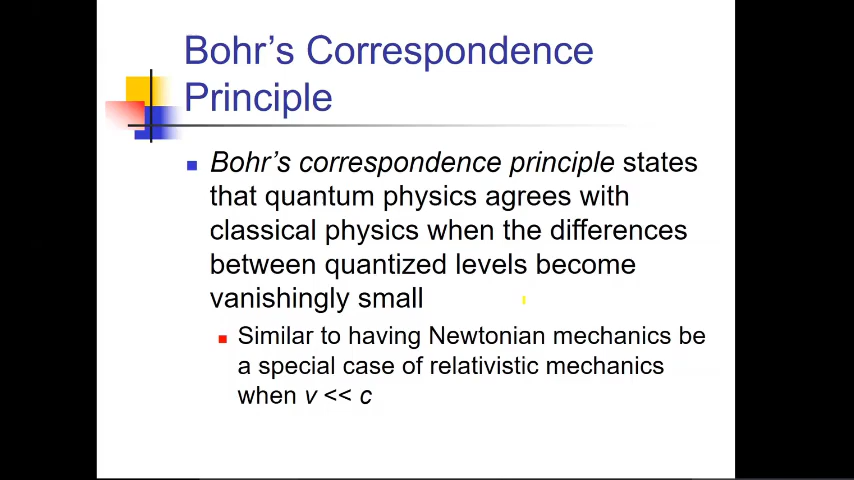 Bohr’s Correspondence
Principle
Bohr’s correspondence principle states
that quantum physics agrees with
classical physics when the differences
between quantized levels become
vanishingly small
Similar to having Newtonian mechanics be
a special case of relativistic mechanics
when v << c